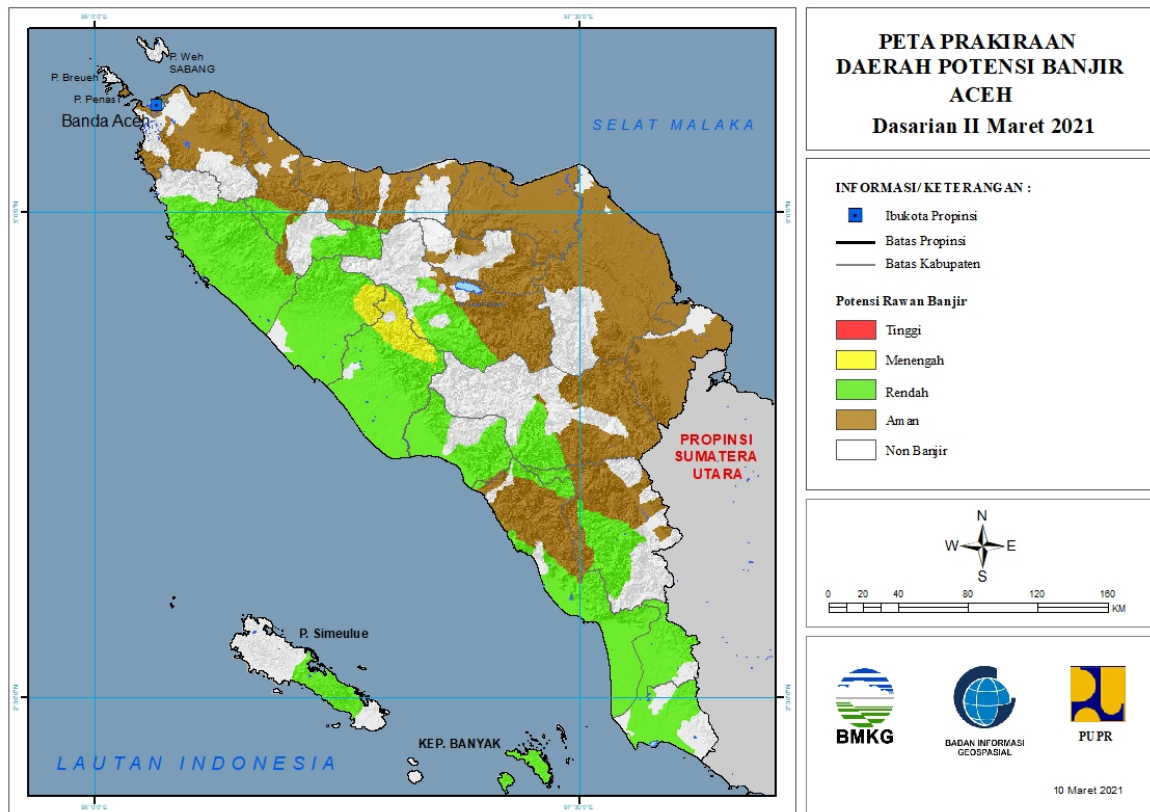 PETA PRAKIRAAN
DAERAH POTENSI BANJIR
ACEH
Dasarian II Maret 2021
INFORMASI/ KETERANGAN :
Ibukota Propinsi
Batas Propinsi
Batas Kabupaten
Potensi Rawan Banjir
Tinggi
Menengah
Rendah
Aman
Non Banjir
N
W E
S
0 20 40 80 120 160
KM
BMKG
BADAN INFORMASI
GEOSPASIAL
PUPR
10 Maret 2021
P. Weh
SABANG
P. Breueh
P. Penasi
Banda Aceh
SELAT MALAKA
PROPINSI
SUMATERA
UTARA
P. Simeulue
KEP. BANYAK
LAUTAN INDONESIA